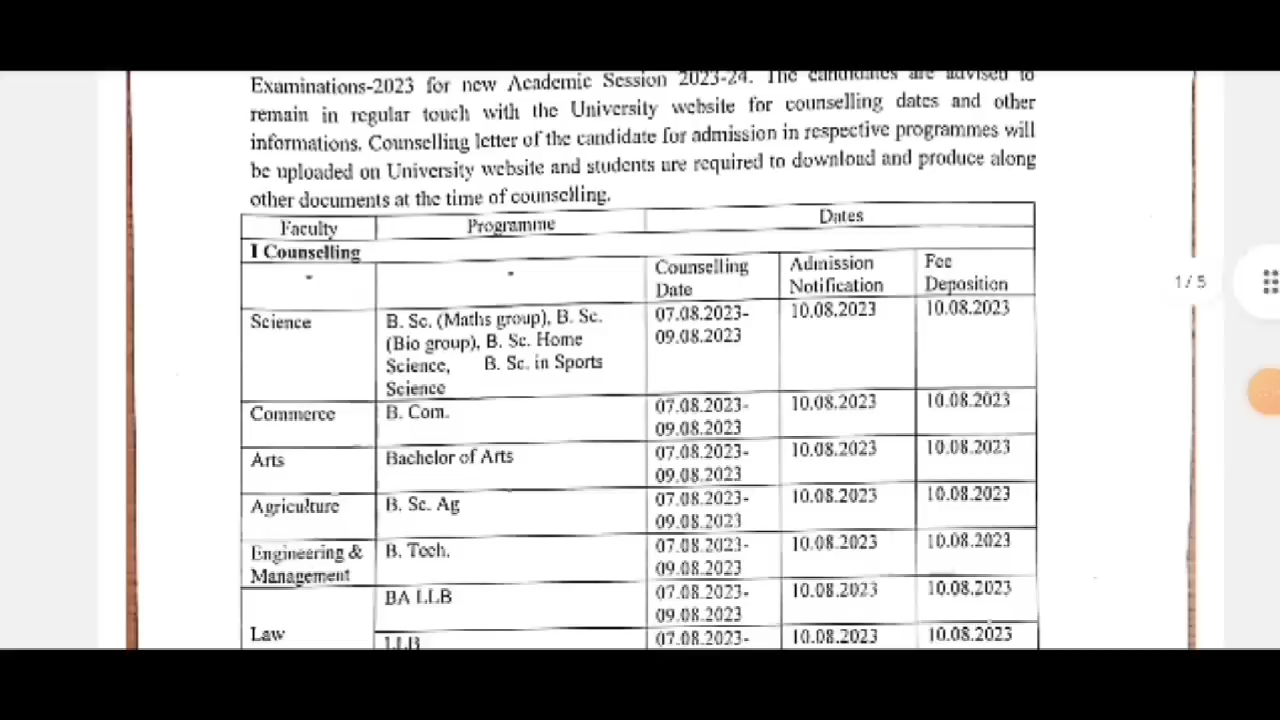 Examinations-2023 for new Academic Session 2023-24. The candidates are advised to
remain in regular touch with the University website for counselling dates and other
informations. Counselling letter of the candidate for admission in respective programmes will
be uploaded on University website and students are required to download and produce along
other documents at the time of counselling.
Faculty Programme Dates
I Counselling
- - Counselling Date Admission Notification Fee Deposition
Science B. Sc. (Maths group), B. Sc. 07.08.2023- 10.08.2023 10.08.2023
(Bio group), B. Sc. Home 09.08.2023
Science, B. Sc. in Sports
Science
Commerce B. Com. 07.08.2023- 10.08.2023 10.08.2023
09.08.2023
Arts Bachelor of Arts 07.08.2023- 10.08.2023 10.08.2023
09.08.2023
Agriculture B. Sc. Ag 07.08.2023- 10.08.2023 10.08.2023
09.08.2023
Engineering & B. Tech. 07.08.2023- 10.08.2023 10.08.2023
Management 09.08.2023
BA LLB 07.08.2023- 10.08.2023 10.08.2023
09.08.2023
Law LLB 07.08.2023- 10.08.2023 10.08.2023
1/5